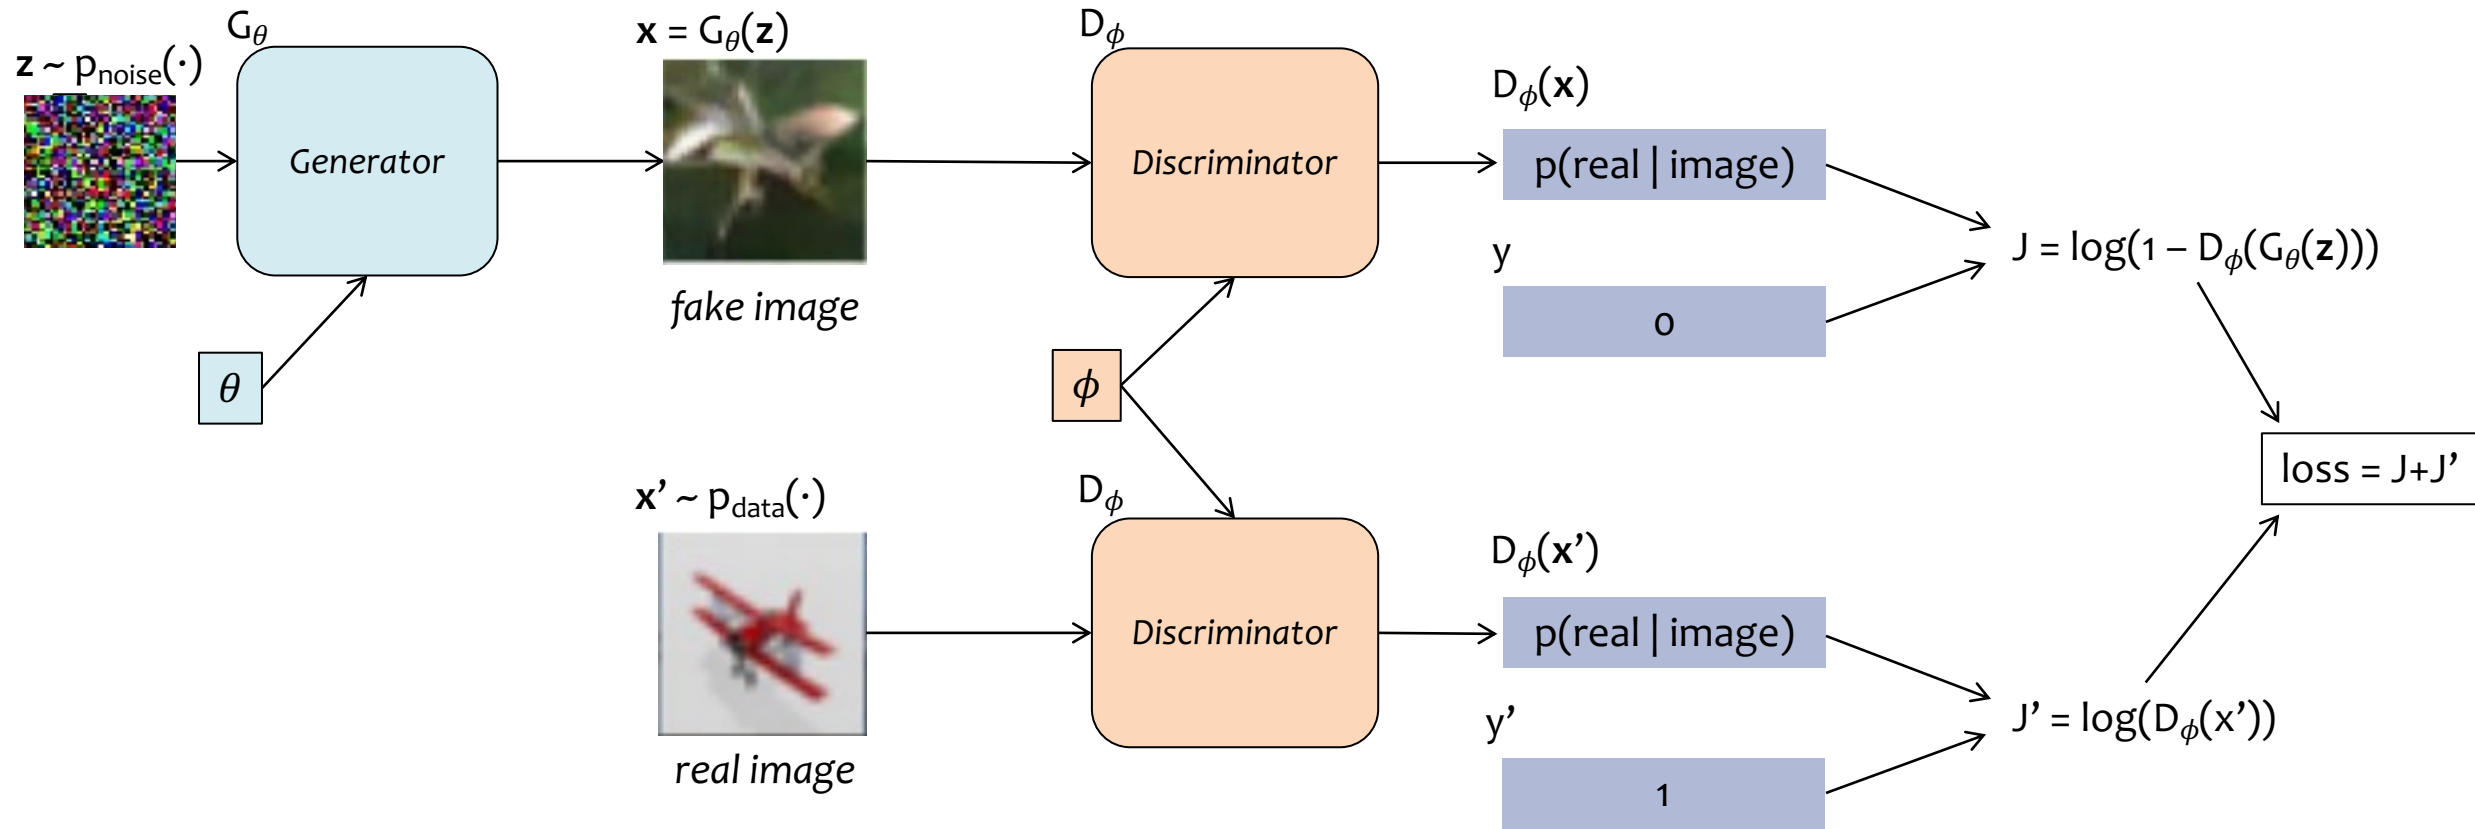 G_θ
z ~ p_noise(·)
Generator
θ
x = G_θ(z)
fake image
D_ϕ
Discriminator
ϕ
D_ϕ(x)
p(real | image)
y
0
J = log(1 – D_ϕ(G_θ(z)))
loss = J+J’
x’ ~ p_data(·)
real image
D_ϕ
Discriminator
D_ϕ(x’)
p(real | image)
y’
1
J’ = log(D_ϕ(x’))